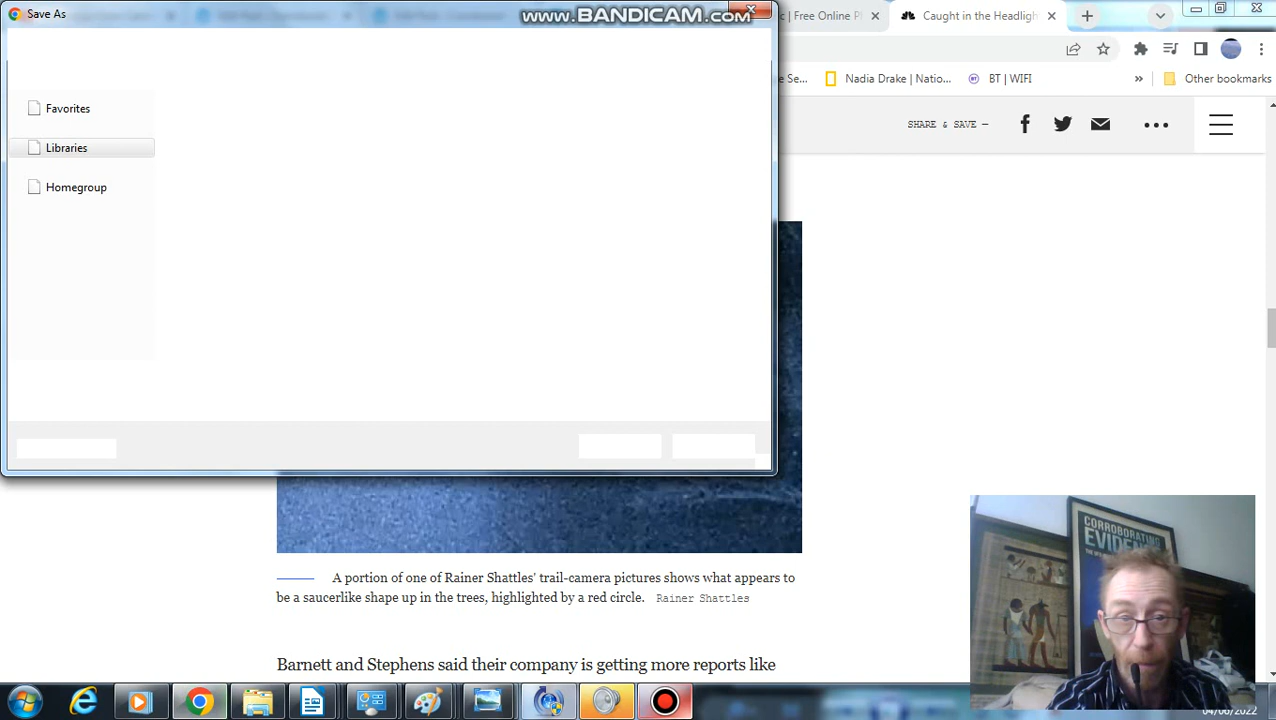 Save As
www.BANDICAM.com
Free Online P
Caught in the Headligh
Nadia Drake | Natio...
BT | WIFI
»
Other bookmarks
Favorites
SHARE & SAVE —
Libraries
Homegroup
A portion of one of Rainer Shattles' trail-camera pictures shows what appears to
be a saucerlike shape up in the trees, highlighted by a red circle. Rainer Shattles
Barnett and Stephens said their company is getting more reports like
CORROBORATING
EVIDENCE
04/06/2022